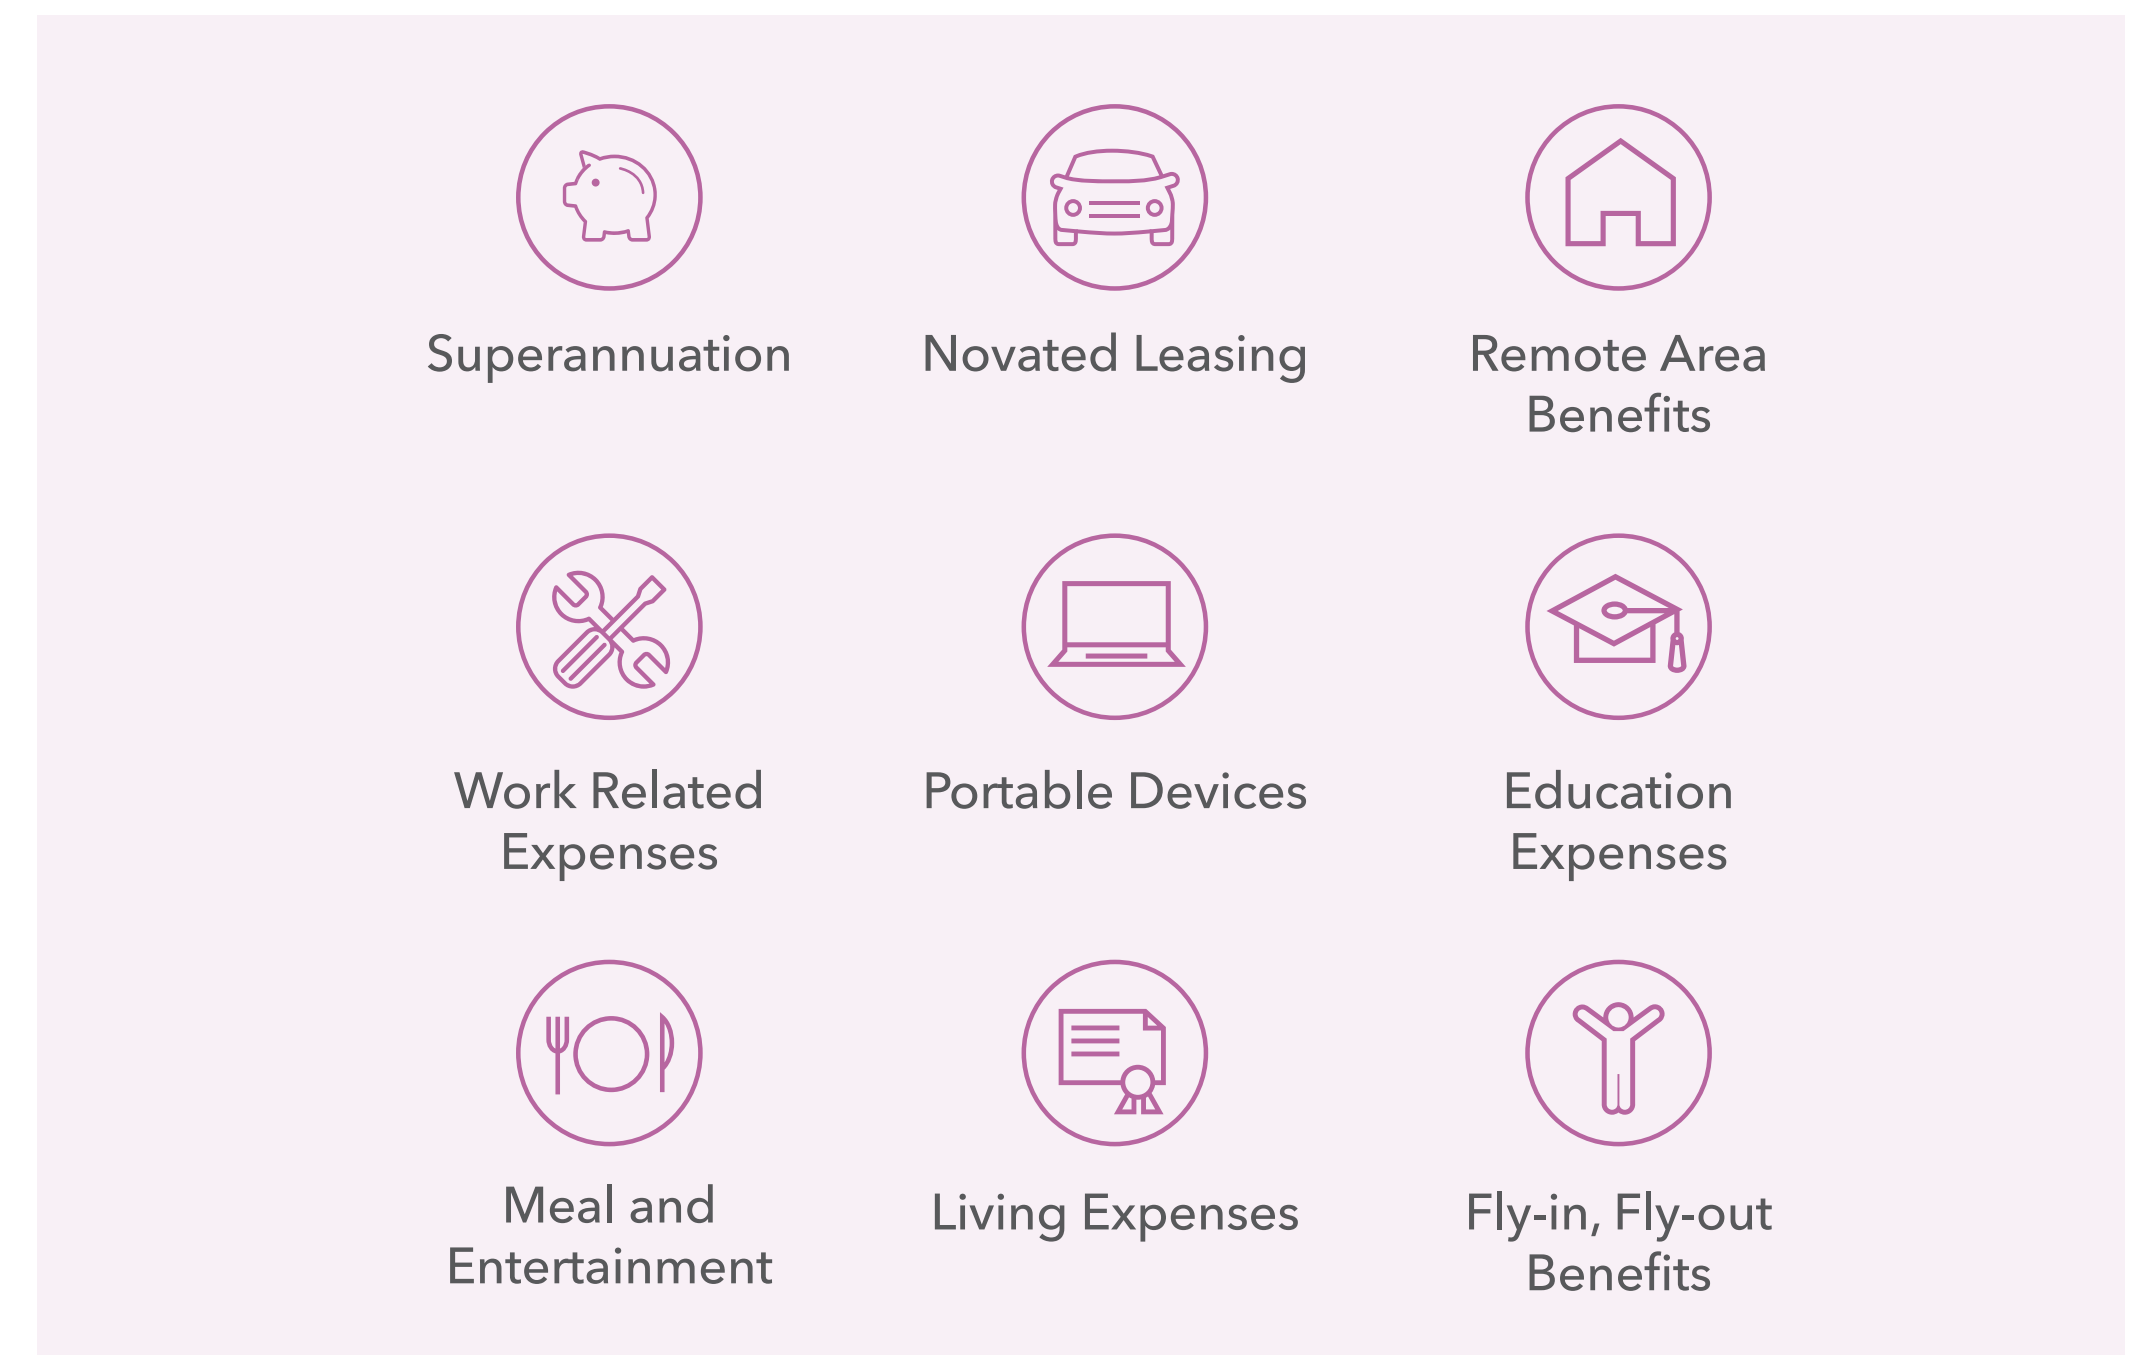 Superannuation
Novated Leasing
Remote Area
Benefits
Work Related
Expenses
Portable Devices
Education
Expenses
Meal and
Entertainment
Living Expenses
Fly-in, Fly-out
Benefits